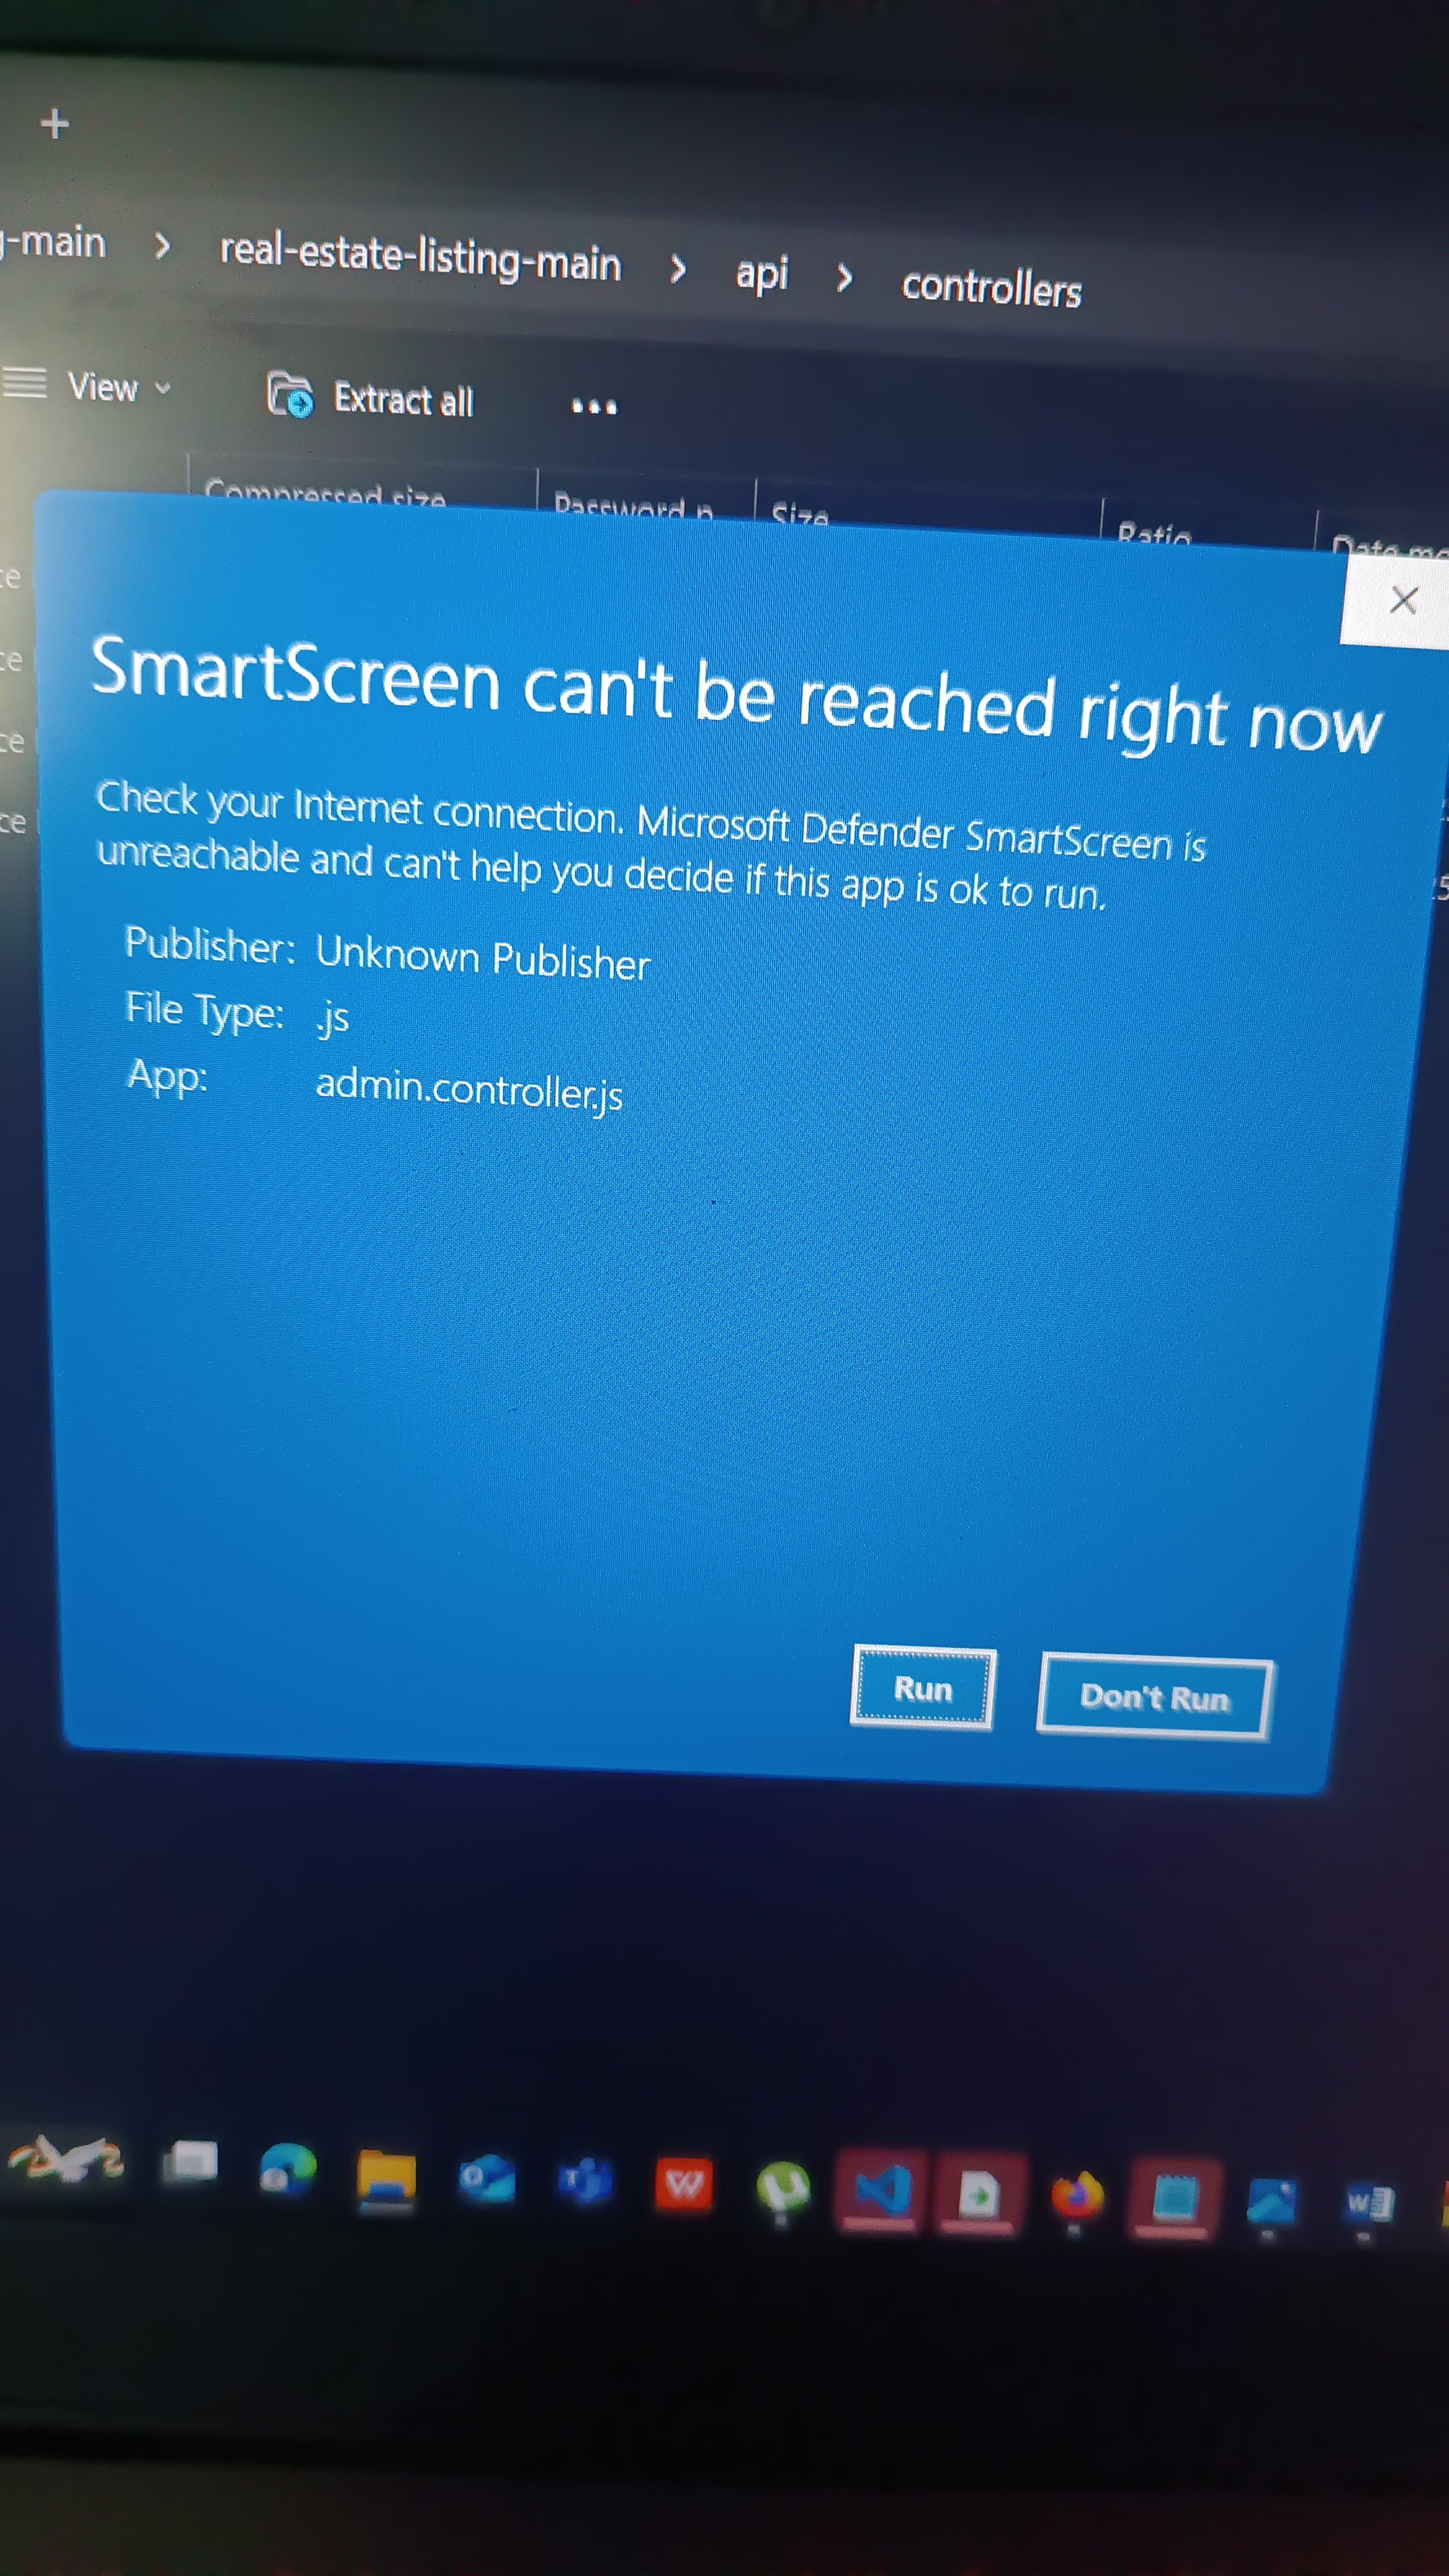 -main > real-estate-listing-main > api > controllers
View Extract all ...
Compressed size Password p Size Ratio Date mo
SmartScreen can't be reached right now
Check your Internet connection. Microsoft Defender SmartScreen is
unreachable and can't help you decide if this app is ok to run.
Publisher: Unknown Publisher
File Type: .js
App: admin.controller.js
Run Don't Run